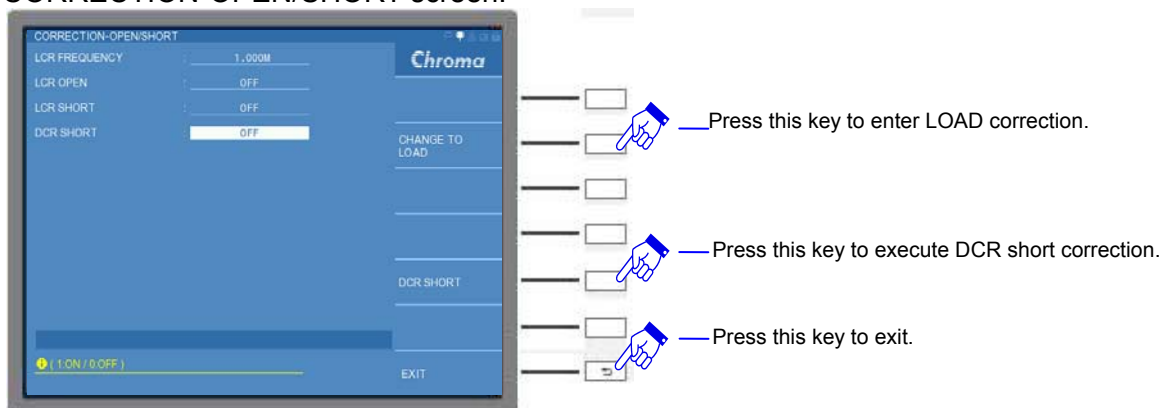 CORRECTION-OPEN/SHORT screen.
CORRECTION-OPEN/SHORT
LCR FREQUENCY : 1.000M
Chroma
LCR OPEN : OFF
LCR SHORT : OFF
DCR SHORT : OFF
CHANGE TO
LOAD
Press this key to enter LOAD correction.
DCR SHORT
Press this key to execute DCR short correction.
Press this key to exit.
( 1:ON / 0:OFF )
EXIT